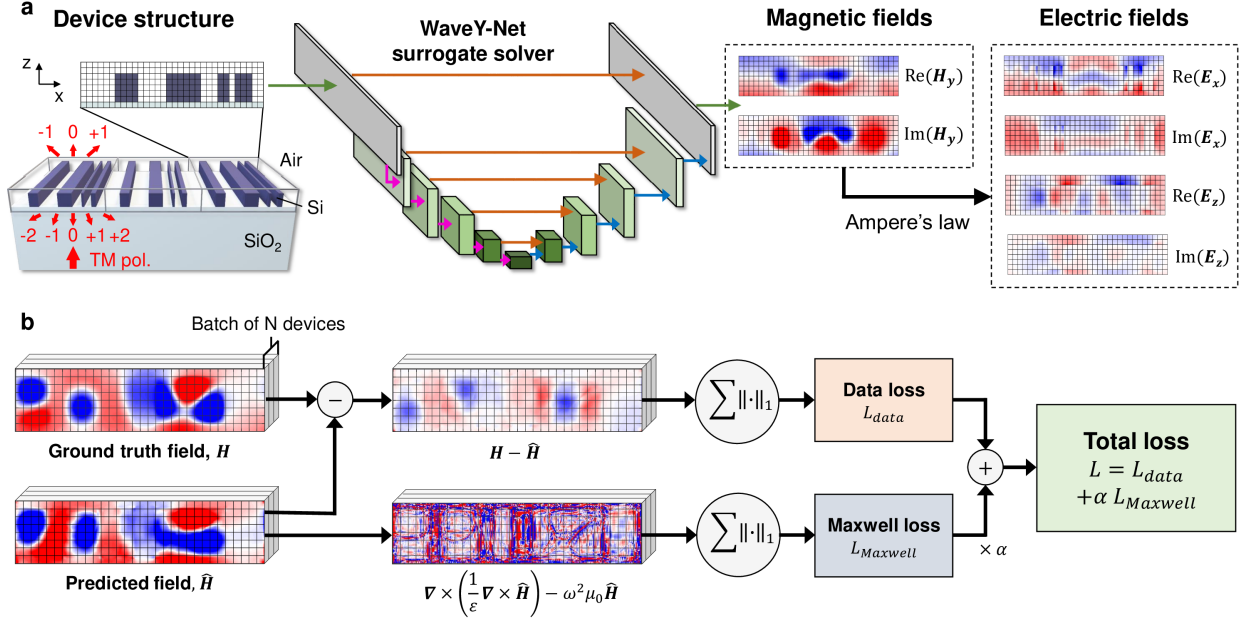 a
Device structure
WaveY-Net
surrogate solver
Magnetic fields
Electric fields
z
x
Re(H_y)
Im(H_y)
Re(E_x)
Im(E_x)
Re(E_z)
Im(E_z)
-1 0 +1
Air
Si
SiO₂
-2 -1 0 +1 +2
TM pol.
Ampere's law
b
Batch of N devices
−
Ground truth field, H
H − Ĥ
∑‖·‖₁
Data loss
L_data
+
Total loss
L = L_data
+α L_Maxwell
Predicted field, Ĥ
∇ × (1/ε ∇ × Ĥ) − ω²μ₀Ĥ
∑‖·‖₁
Maxwell loss
L_Maxwell
× α